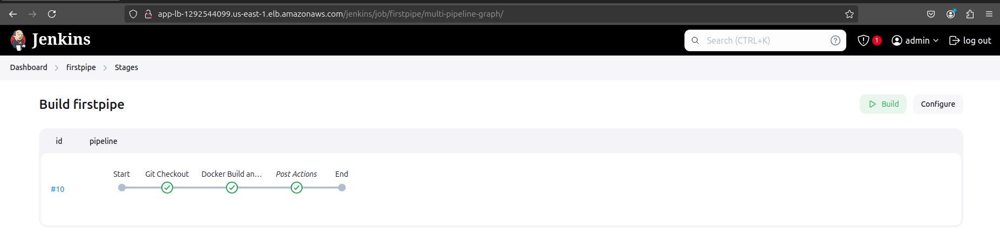 app-lb-1292544099.us-east-1.elb.amazonaws.com/jenkins/job/firstpipe/multi-pipeline-graph/
Jenkins
Search (CTRL+K)
?
1
admin
log out
Dashboard
firstpipe
Stages
Build firstpipe
Build
Configure
id
pipeline
Start
Git Checkout
Docker Build an...
Post Actions
End
#10